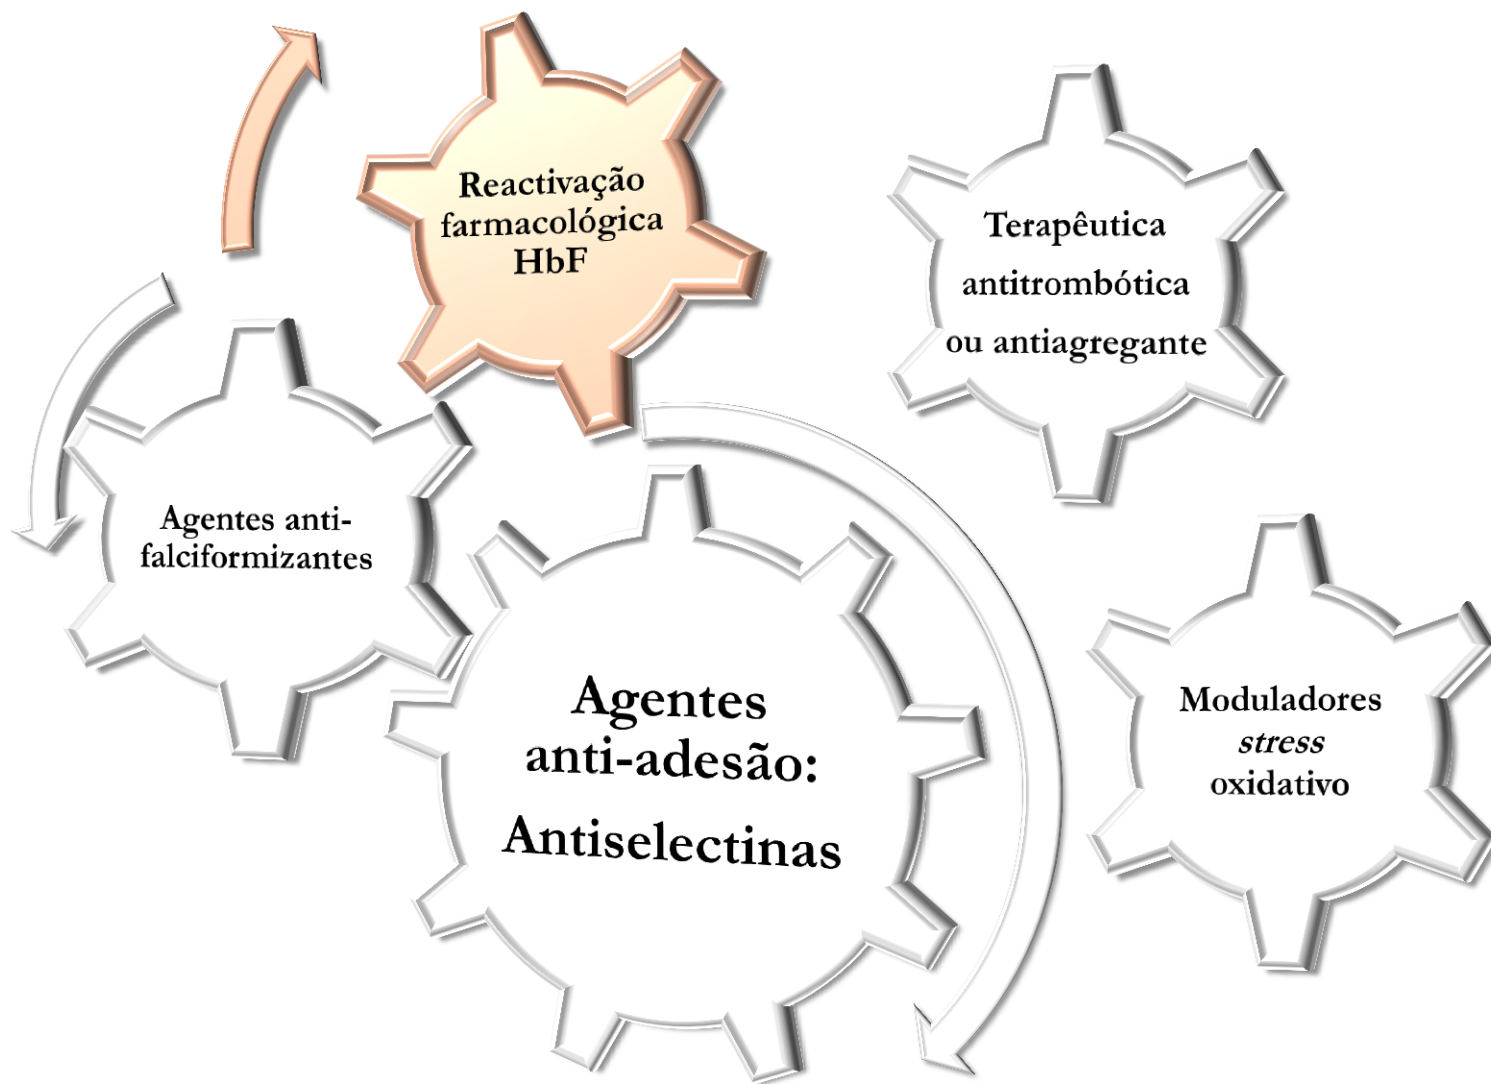 Reactivação
farmacológica
HbF
Terapêutica
antitrombótica
ou antiagregante
Agentes anti-
falciformizantes
Agentes
anti-adesão:
Antiselectinas
Moduladores
stress
oxidativo